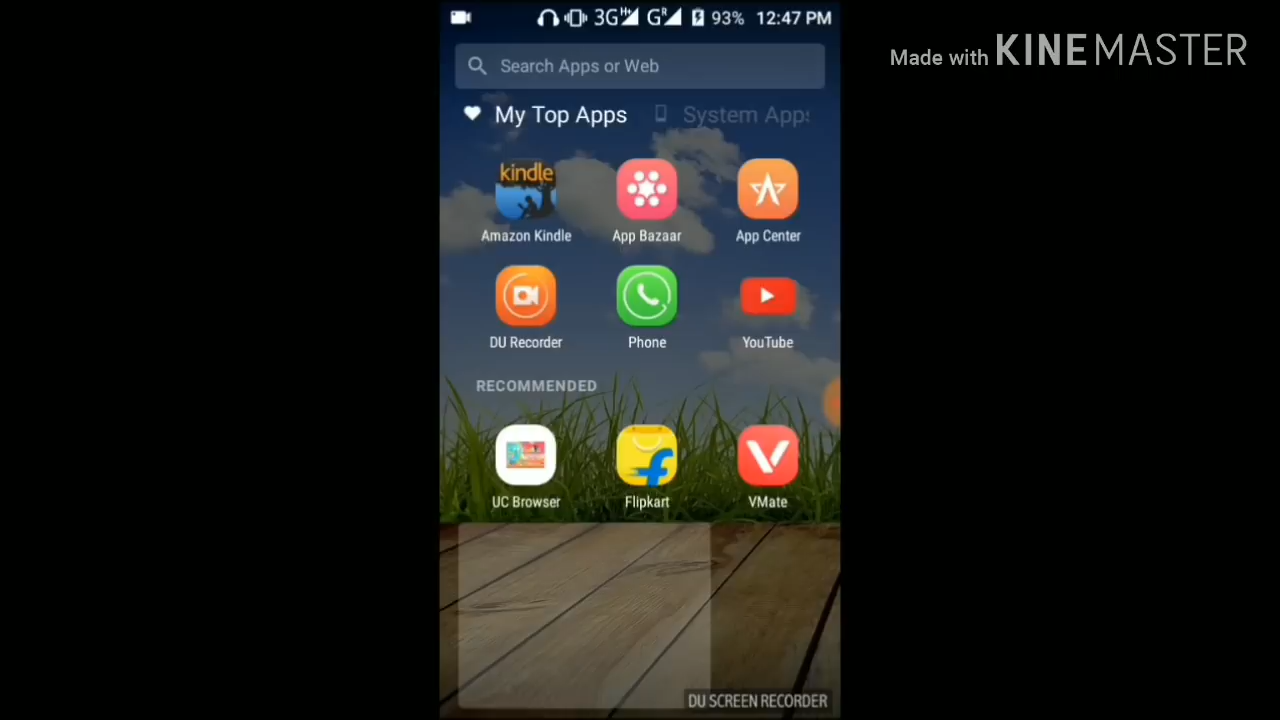 3G H+ G R 93% 12:47 PM
Made with KINEMASTER
Search Apps or Web
My Top Apps System Apps
kindle
Amazon Kindle App Bazaar App Center
DU Recorder Phone YouTube
RECOMMENDED
UC Browser Flipkart VMate
DU SCREEN RECORDER